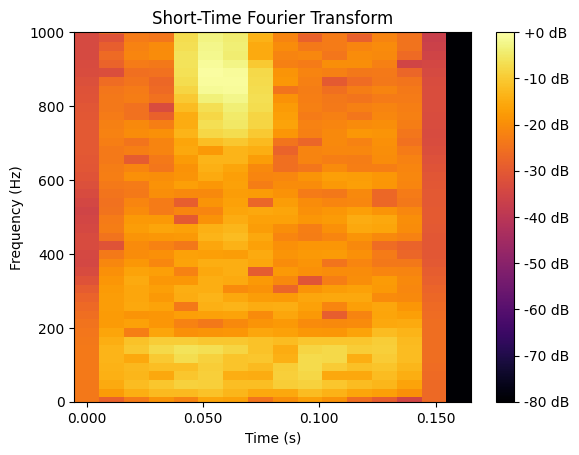 Short-Time Fourier Transform
1000
800
600
400
200
0
Frequency (Hz)
0.000
0.050
0.100
0.150
Time (s)
+0 dB
-10 dB
-20 dB
-30 dB
-40 dB
-50 dB
-60 dB
-70 dB
-80 dB